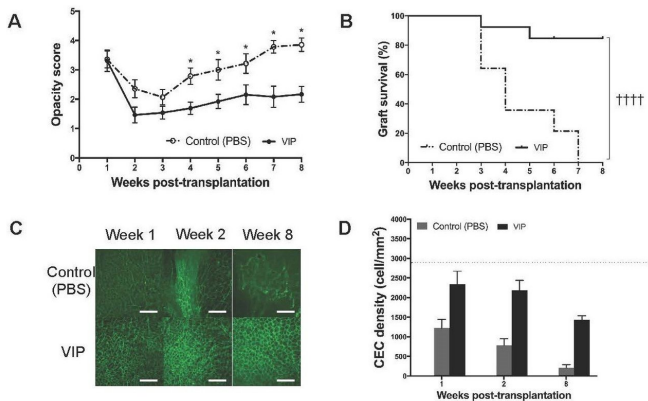 A
Opacity score
5
4
3
2
1
0
* * * * *
Control (PBS) VIP
0 1 2 3 4 5 6 7 8
Weeks post-transplantation
B
Graft survival (%)
100
80
60
40
20
0
Control (PBS) VIP
††††
0 1 2 3 4 5 6 7 8
Weeks post-transplantation
C
Week 1 Week 2 Week 8
Control
(PBS)
VIP
D
Control (PBS) VIP
CEC density (cell/mm²)
4000
3500
3000
2500
2000
1500
1000
500
0
1 2 8
Weeks post-transplantation